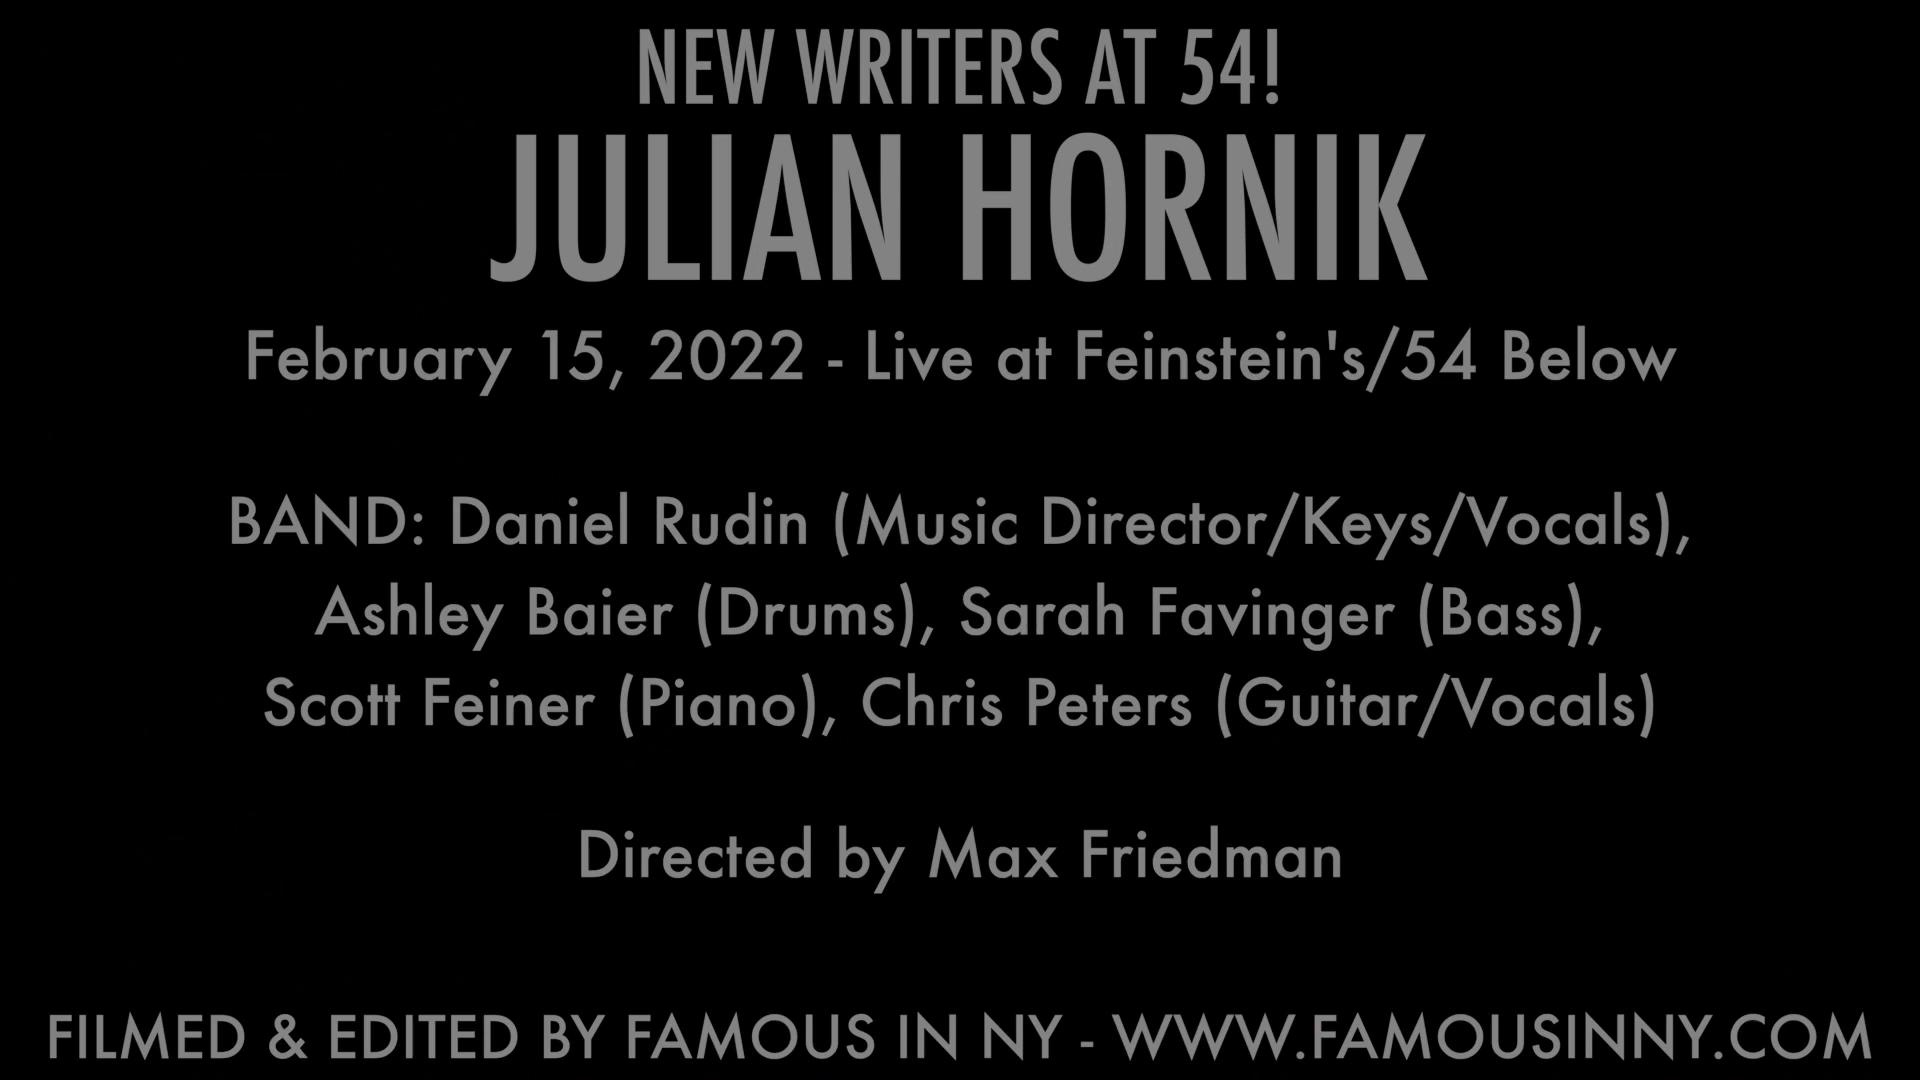 NEW WRITERS AT 54!
JULIAN HORNIK
February 15, 2022 - Live at Feinstein's/54 Below
BAND: Daniel Rudin (Music Director/Keys/Vocals),
Ashley Baier (Drums), Sarah Favinger (Bass),
Scott Feiner (Piano), Chris Peters (Guitar/Vocals)
Directed by Max Friedman
FILMED & EDITED BY FAMOUS IN NY - WWW.FAMOUSINNY.COM